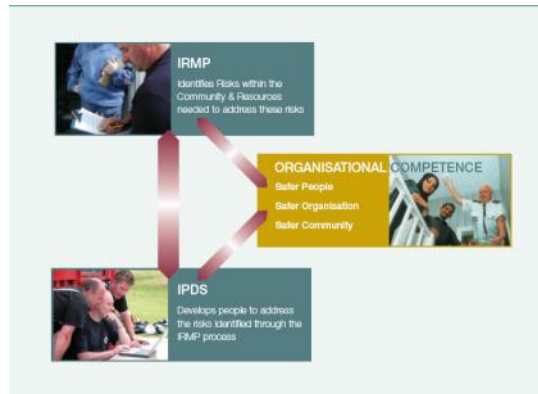 IRMP
Identifies Risks within the
Community & Resources
needed to address these risks
ORGANISATIONAL COMPETENCE
Safer People
Safer Organisation
Safer Community
IPDS
Develops people to address
the risks identified through the
IRMP process